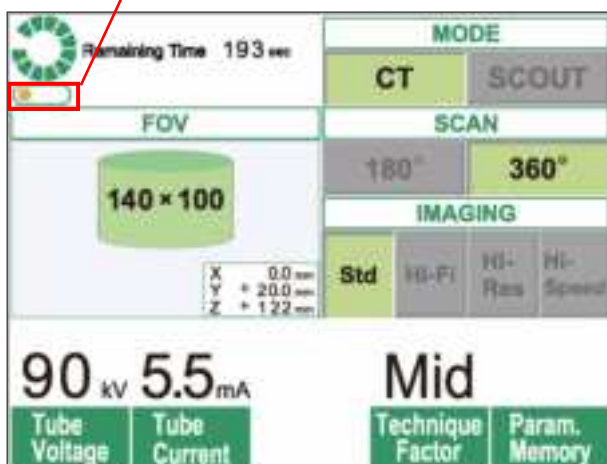 Remaining Time 193 sec
MODE
CT SCOUT
FOV
SCAN
180° 360°
140 × 100
IMAGING
Std Hi-Fi Hi-Res Hi-Speed
X 0.0 mm
Y + 20.0 mm
Z + 122 mm
90 kV 5.5 mA Mid
Tube Voltage
Tube Current
Technique Factor
Param. Memory